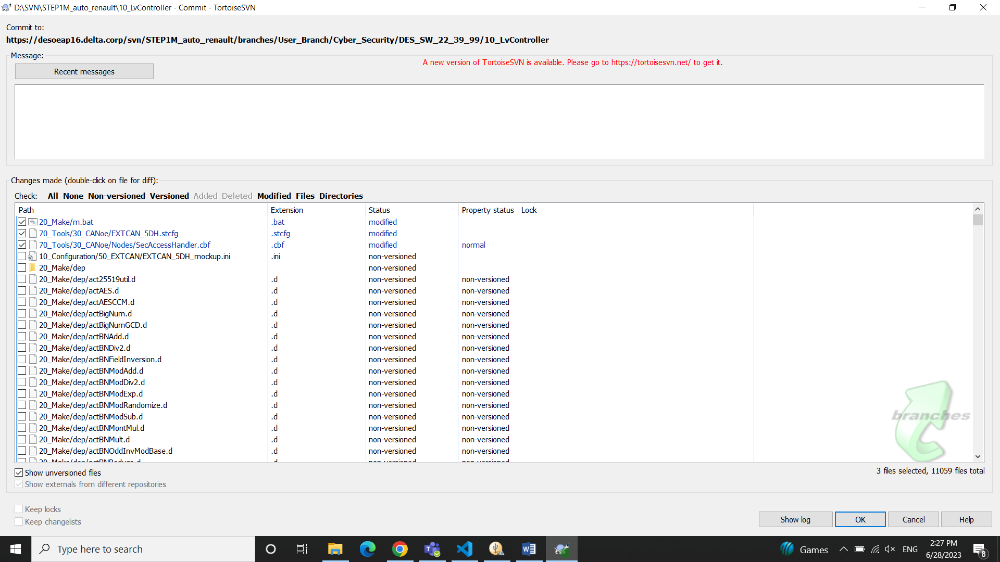 D:\SVN\STEP1M_auto_renault\10_LvController - Commit - TortoiseSVN
Commit to:
https://desoeap16.delta.corp/svn/STEP1M_auto_renault/branches/User_Branch/Cyber_Security/DES_SW_22_39_99/10_LvController
Message:
Recent messages
A new version of TortoiseSVN is available. Please go to https://tortoisesvn.net/ to get it.
Changes made (double-click on file for diff):
Check: All None Non-versioned Versioned Added Deleted Modified Files Directories
Path Extension Status Property status Lock
20_Make/m.bat .bat modified
70_Tools/30_CANoe/EXTCAN_5DH.stcfg .stcfg modified
70_Tools/30_CANoe/Nodes/SecAccessHandler.cbf .cbf modified normal
10_Configuration/50_EXTCAN/EXTCAN_5DH_mockup.ini .ini non-versioned
20_Make/dep non-versioned
20_Make/dep/act25519util.d .d non-versioned non-versioned
20_Make/dep/actAES.d .d non-versioned non-versioned
20_Make/dep/actAESCCM.d .d non-versioned non-versioned
20_Make/dep/actBigNum.d .d non-versioned non-versioned
20_Make/dep/actBigNumGCD.d .d non-versioned non-versioned
20_Make/dep/actBNAdd.d .d non-versioned non-versioned
20_Make/dep/actBNDiv2.d .d non-versioned non-versioned
20_Make/dep/actBNFieldInversion.d .d non-versioned non-versioned
20_Make/dep/actBNModAdd.d .d non-versioned non-versioned
20_Make/dep/actBNModDiv2.d .d non-versioned non-versioned
20_Make/dep/actBNModExp.d .d non-versioned non-versioned
20_Make/dep/actBNModRandomize.d .d non-versioned non-versioned
20_Make/dep/actBNModSub.d .d non-versioned non-versioned
20_Make/dep/actBNMontMul.d .d non-versioned non-versioned
20_Make/dep/actBNMult.d .d non-versioned non-versioned
20_Make/dep/actBNOddInvModBase.d .d non-versioned non-versioned
20_Make/dep/actBNReduce.d .d non-versioned non-versioned
branches
Show unversioned files
3 files selected, 11059 files total
Show externals from different repositories
Keep locks
Keep changelists
Show log OK Cancel Help
Type here to search
Games
ENG
2:27 PM
6/28/2023
8